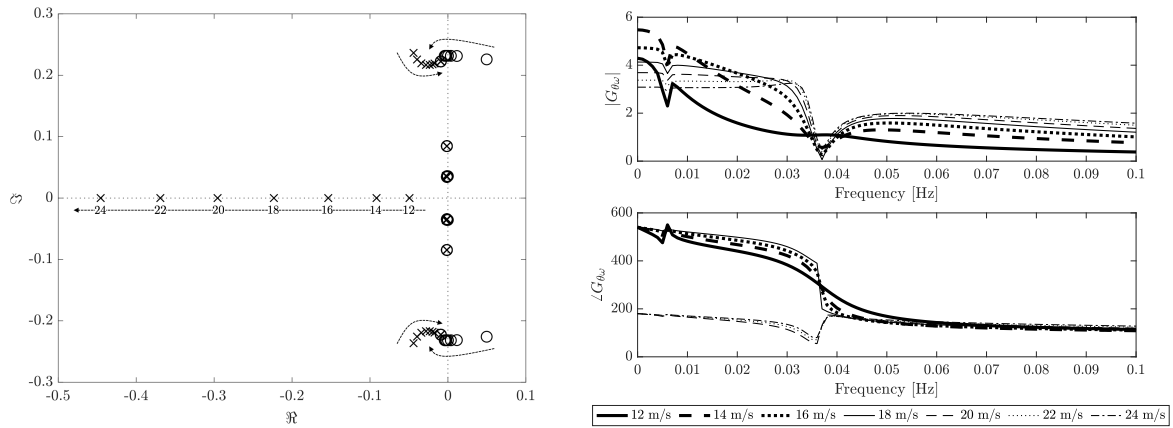 0.3
0.2
0.1
0
-0.1
-0.2
-0.3
ℑ
24 22 20 18 16 14 12
-0.5 -0.4 -0.3 -0.2 -0.1 0 0.1
ℜ
6
4
2
0
|G_{θω}|
0 0.01 0.02 0.03 0.04 0.05 0.06 0.07 0.08 0.09 0.1
Frequency [Hz]
600
400
200
0
∠G_{θω}
0 0.01 0.02 0.03 0.04 0.05 0.06 0.07 0.08 0.09 0.1
Frequency [Hz]
12 m/s 14 m/s 16 m/s 18 m/s 20 m/s 22 m/s 24 m/s